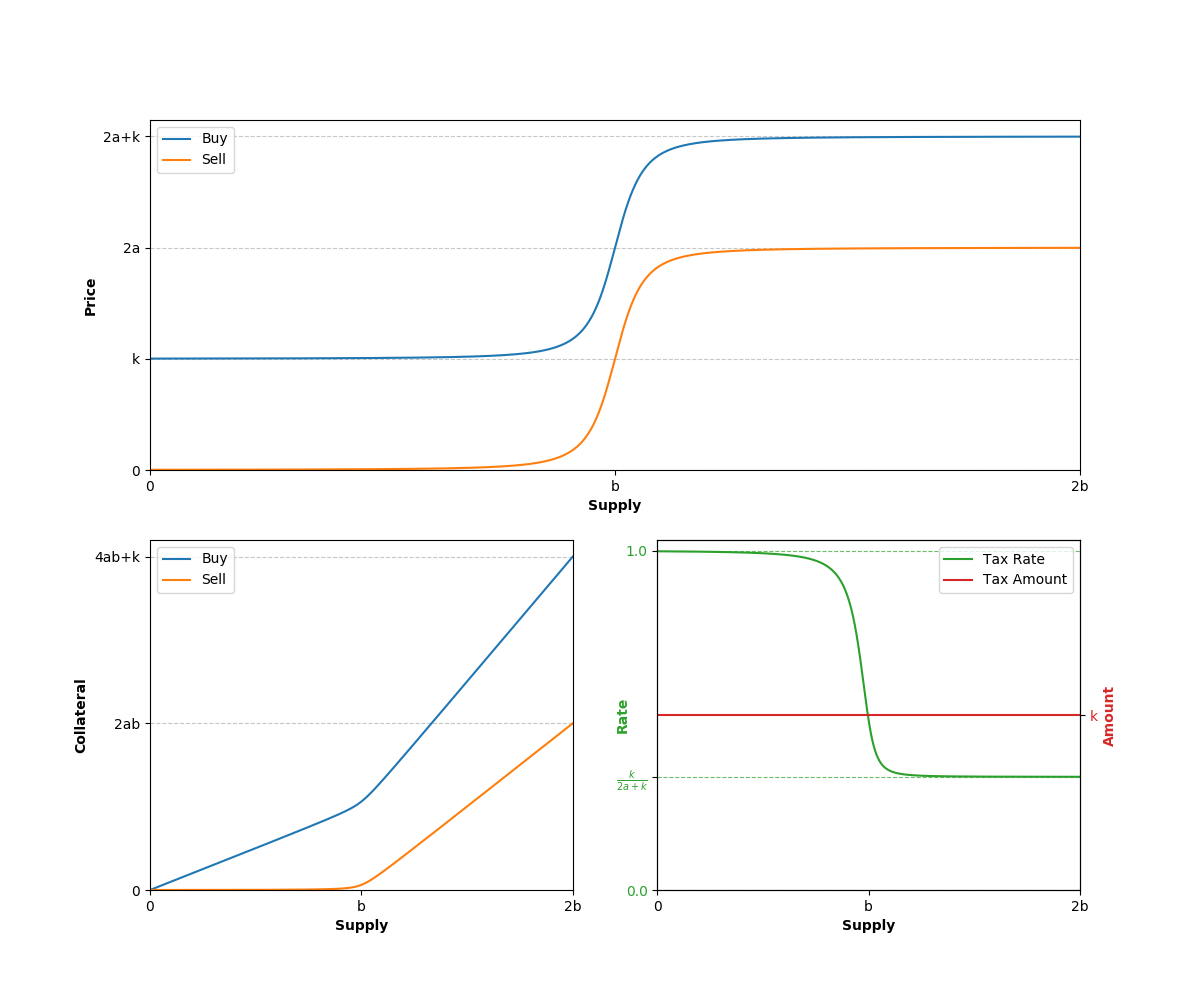 Buy
Sell
2a+k
2a
k
0
Price
0
b
2b
Supply
Buy
Sell
4ab+k
2ab
0
Collateral
0
b
2b
Supply
Tax Rate
Tax Amount
1.0
k
2a + k
0.0
Rate
k
Amount
0
b
2b
Supply